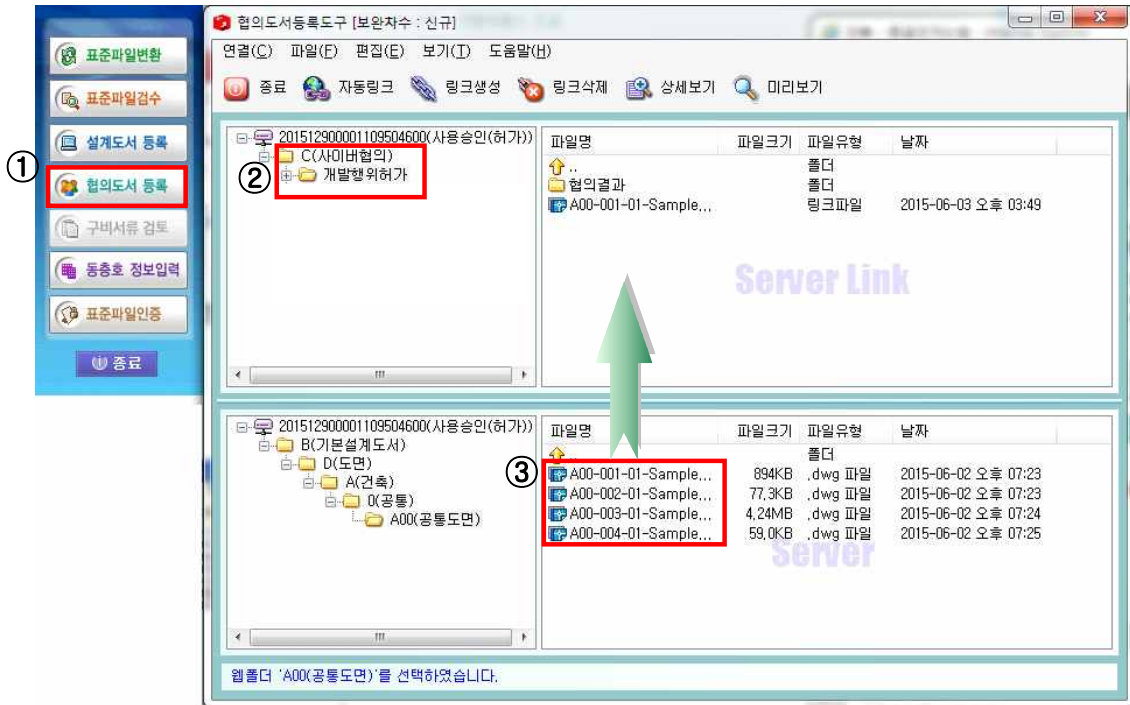 표준파일변환
표준파일검수
설계도서 등록
①
협의도서 등록
구비서류 검토
동층호 정보입력
표준파일인증
종료
협의도서등록도구 [보완차수 : 신규]
연결(C) 파일(F) 편집(E) 보기(T) 도움말(H)
종료 자동링크 링크생성 링크삭제 상세보기 미리보기
201512900001109504600(사용승인(허가))
C(사이버협의)
②
개발행위허가
파일명 파일크기 파일유형 날짜
.. 폴더
협의결과 폴더
A00-001-01-Sample... 링크파일 2015-06-03 오후 03:49
Server Link
201512900001109504600(사용승인(허가))
B(기본설계도서)
D(도면)
A(건축)
0(공통)
A00(공통도면)
파일명 파일크기 파일유형 날짜
.. 폴더
③
A00-001-01-Sample... 894KB .dwg 파일 2015-06-02 오후 07:23
A00-002-01-Sample... 77,3KB .dwg 파일 2015-06-02 오후 07:23
A00-003-01-Sample... 4,24MB .dwg 파일 2015-06-02 오후 07:24
A00-004-01-Sample... 59,0KB .dwg 파일 2015-06-02 오후 07:25
Server
웹폴더 'A00(공통도면)'를 선택하였습니다.